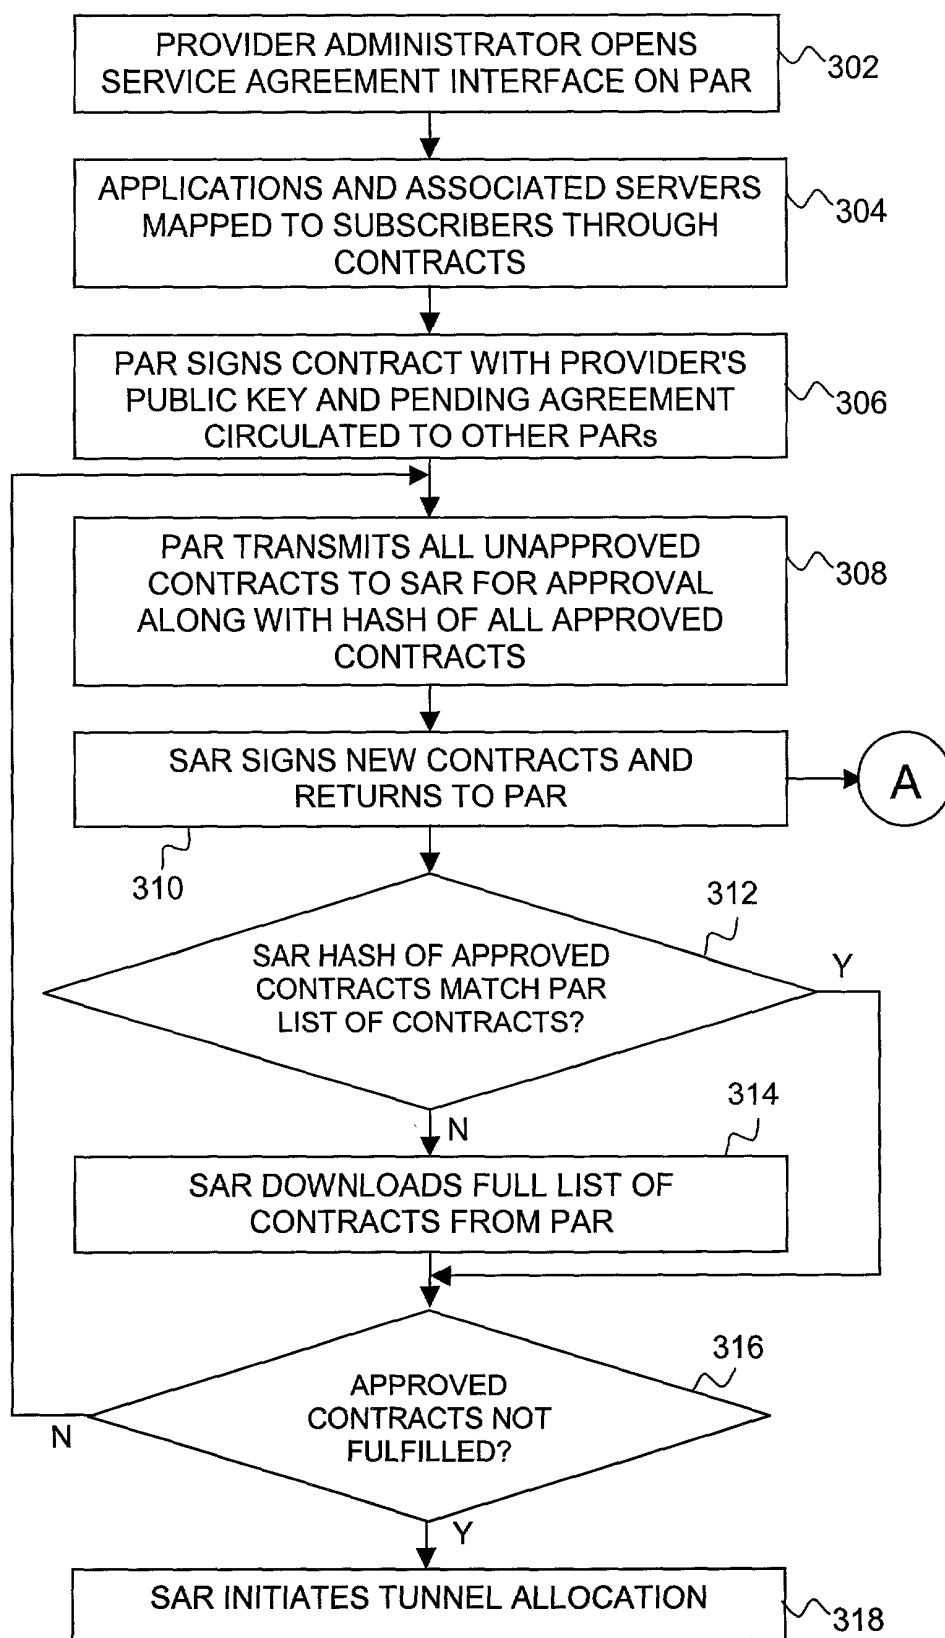 PROVIDER ADMINISTRATOR OPENS
SERVICE AGREEMENT INTERFACE ON PAR
302
APPLICATIONS AND ASSOCIATED SERVERS
MAPPED TO SUBSCRIBERS THROUGH
CONTRACTS
304
PAR SIGNS CONTRACT WITH PROVIDER'S
PUBLIC KEY AND PENDING AGREEMENT
CIRCULATED TO OTHER PARs
306
PAR TRANSMITS ALL UNAPPROVED
CONTRACTS TO SAR FOR APPROVAL
ALONG WITH HASH OF ALL APPROVED
CONTRACTS
308
SAR SIGNS NEW CONTRACTS AND
RETURNS TO PAR
A
310
312
SAR HASH OF APPROVED
CONTRACTS MATCH PAR
LIST OF CONTRACTS?
Y
N
314
SAR DOWNLOADS FULL LIST OF
CONTRACTS FROM PAR
316
APPROVED
CONTRACTS NOT
FULFILLED?
N
Y
SAR INITIATES TUNNEL ALLOCATION
318